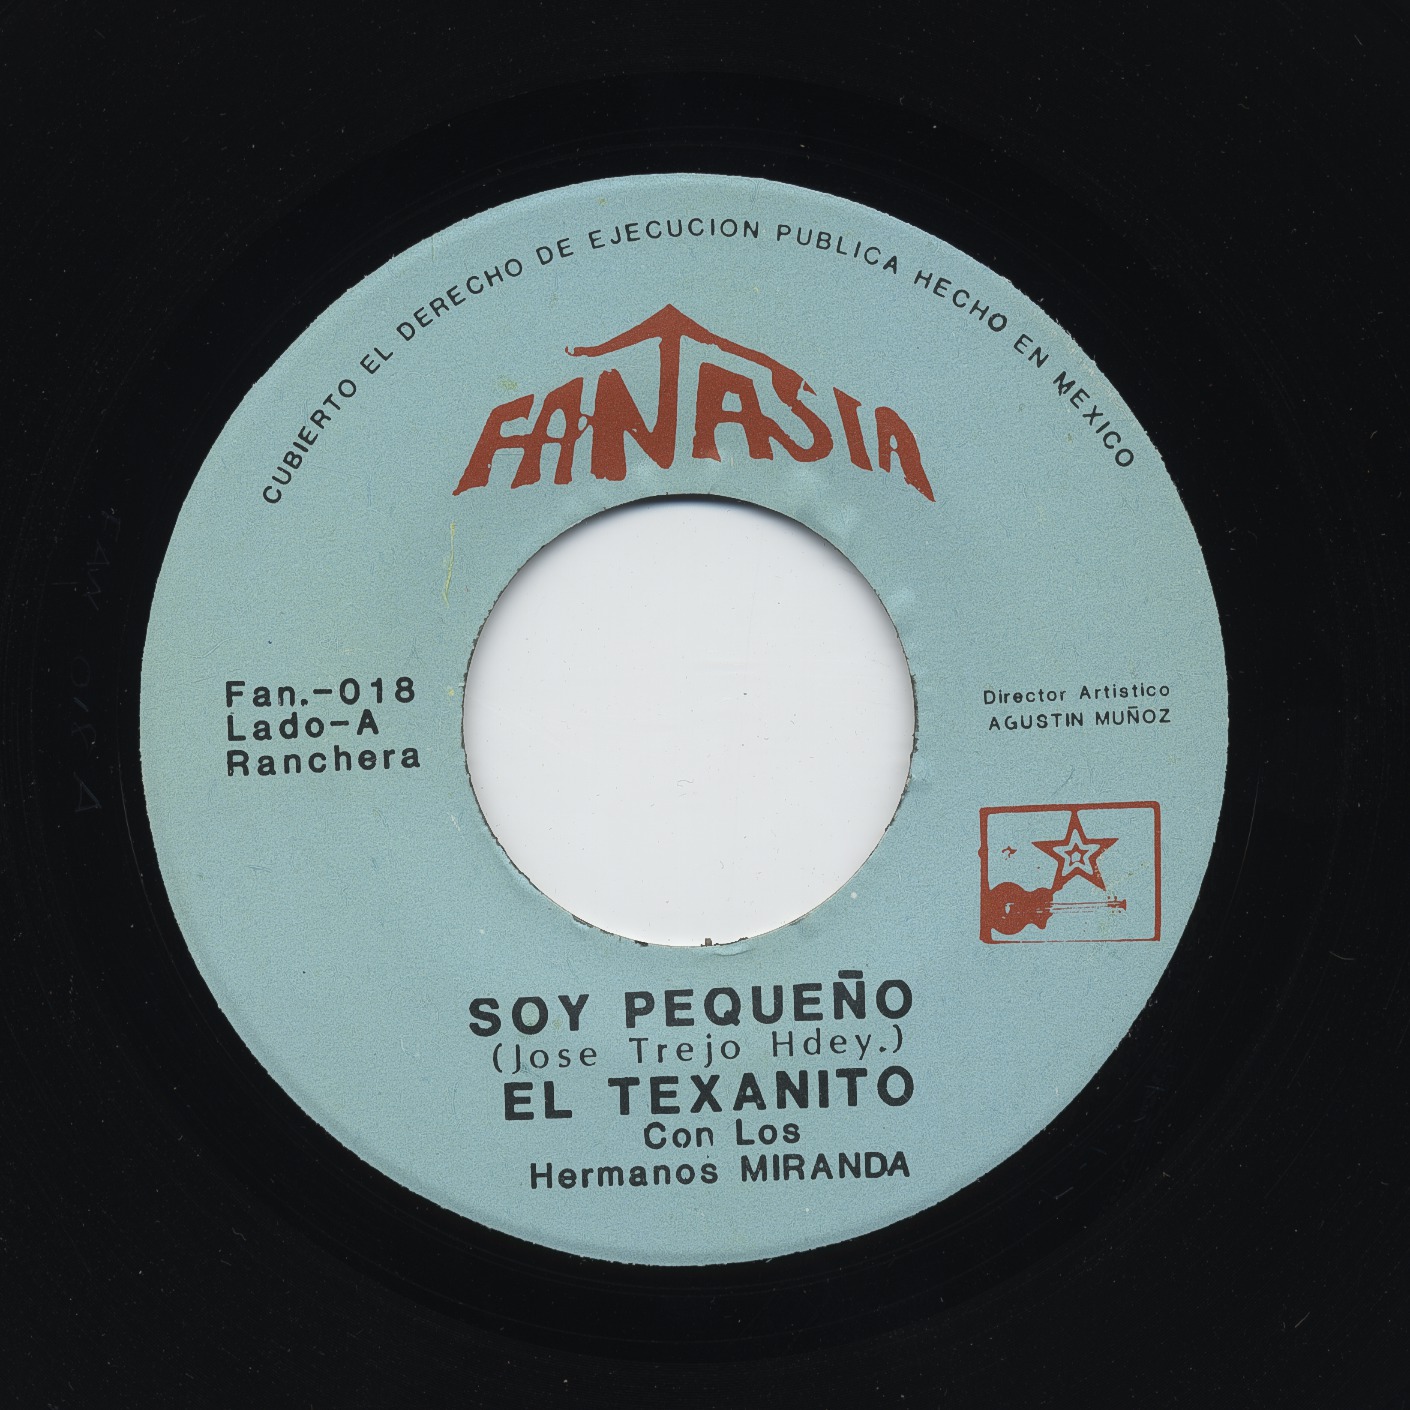 CUBIERTO EL DERECHO DE EJECUCION PUBLICA HECHO EN MEXICO
FANTASIA
Fan.-018
Lado-A
Ranchera
Director Artistico
AGUSTIN MUÑOZ
SOY PEQUEÑO
(Jose Trejo Hdey.)
EL TEXANITO
Con Los
Hermanos MIRANDA